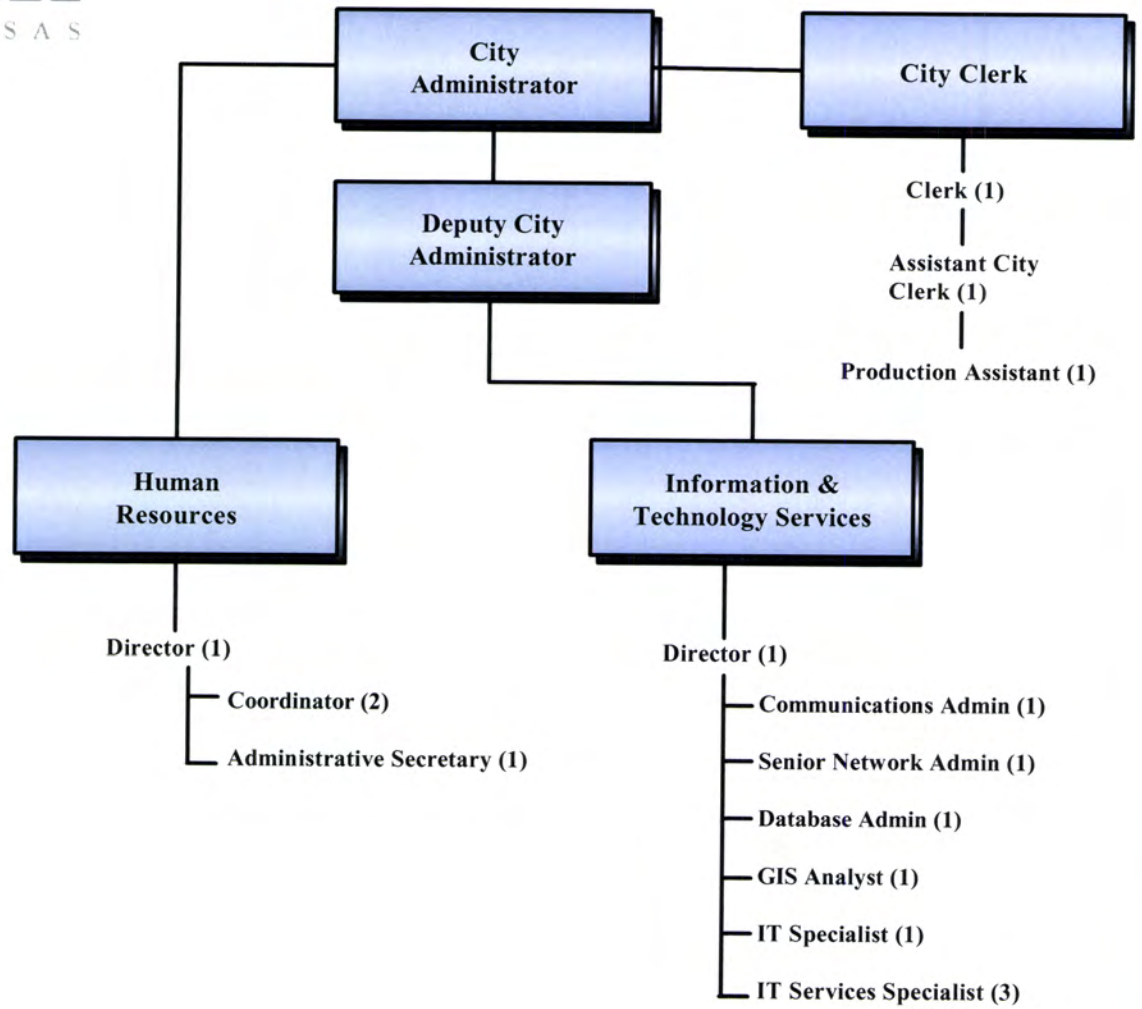 S A S
City
Administrator
City Clerk
Clerk (1)
Assistant City
Clerk (1)
Production Assistant (1)
Deputy City
Administrator
Human
Resources
Director (1)
Coordinator (2)
Administrative Secretary (1)
Information &
Technology Services
Director (1)
Communications Admin (1)
Senior Network Admin (1)
Database Admin (1)
GIS Analyst (1)
IT Specialist (1)
IT Services Specialist (3)